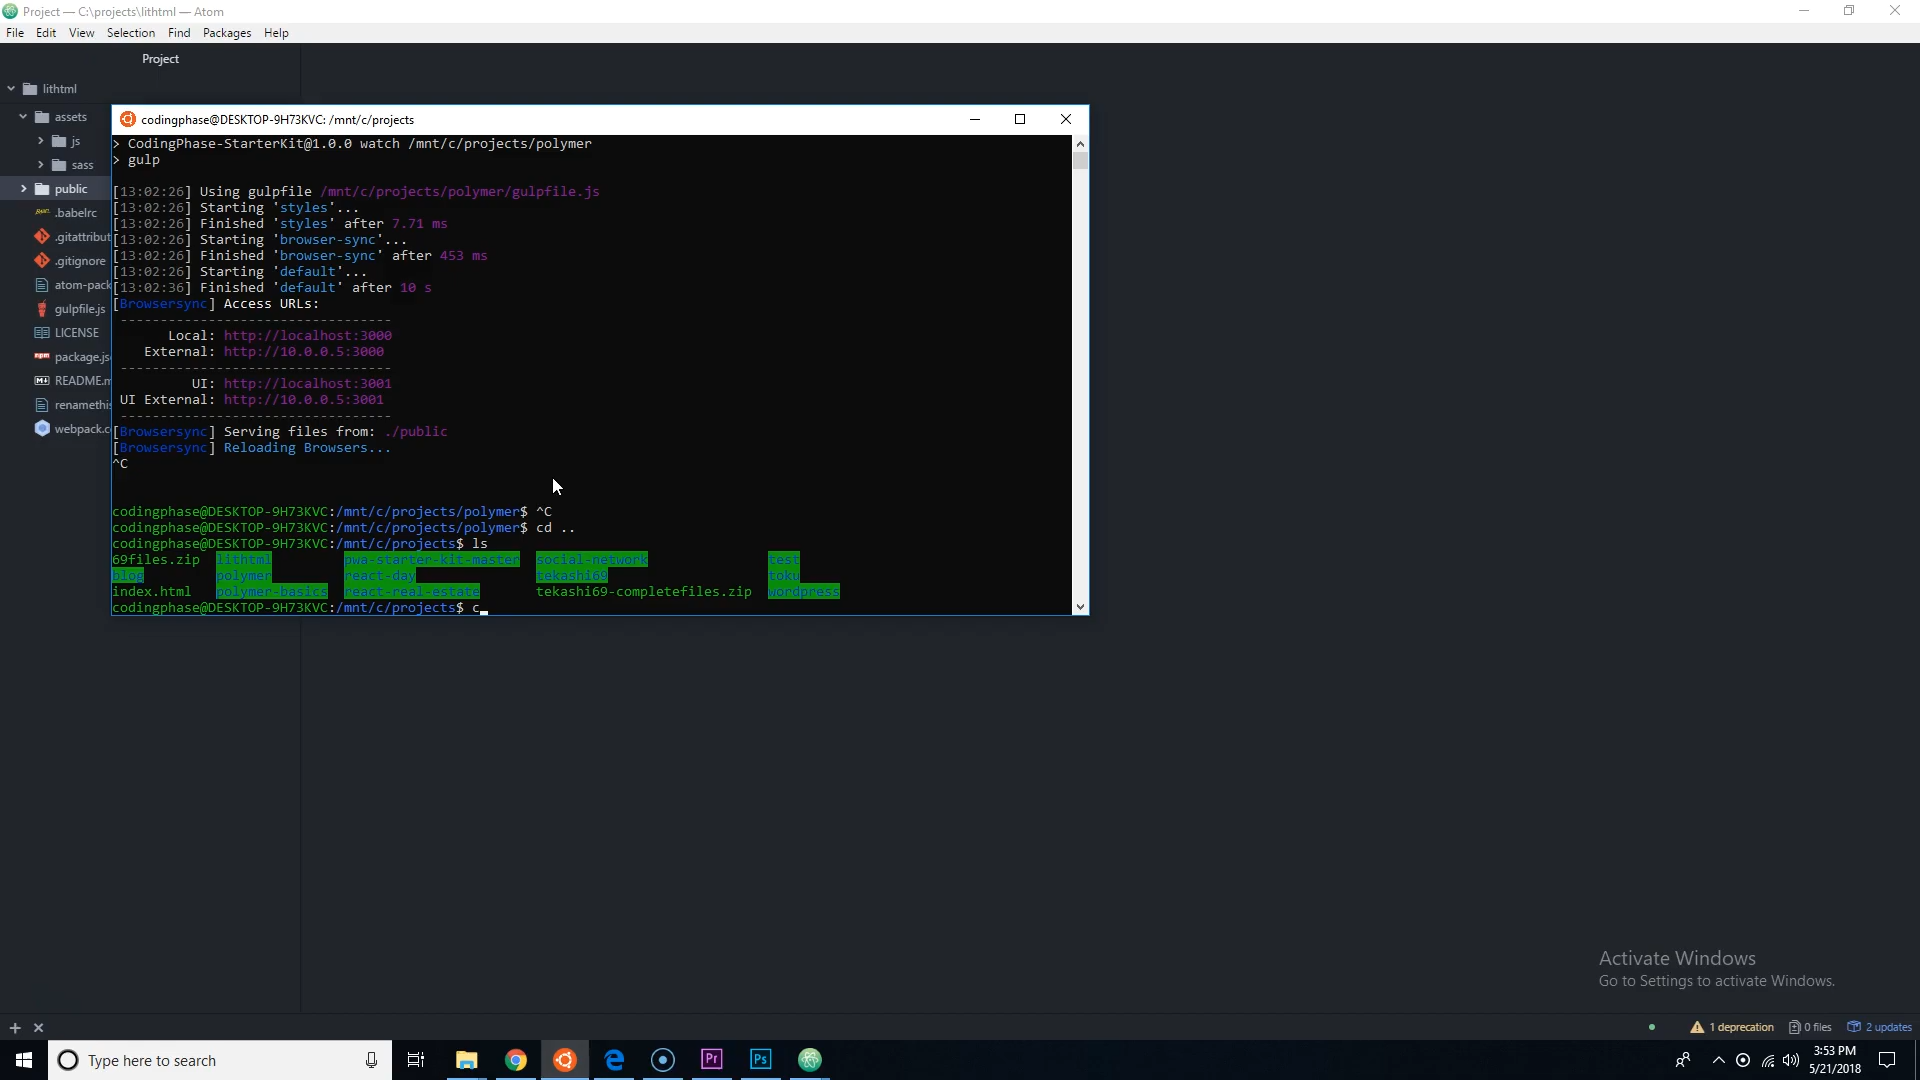 Project — C:\projects\lithtml — Atom
File Edit View Selection Find Packages Help
Project
lithtml
assets
js
sass
public
.babelrc
.gitattribut
.gitignore
atom-pack
gulpfile.js
LICENSE
package.js
README.m
renamethis
webpack.co
codingphase@DESKTOP-9H73KVC: /mnt/c/projects
> CodingPhase-StarterKit@1.0.0 watch /mnt/c/projects/polymer
> gulp
[13:02:26] Using gulpfile /mnt/c/projects/polymer/gulpfile.js
[13:02:26] Starting 'styles'...
[13:02:26] Finished 'styles' after 7.71 ms
[13:02:26] Starting 'browser-sync'...
[13:02:26] Finished 'browser-sync' after 453 ms
[13:02:26] Starting 'default'...
[13:02:36] Finished 'default' after 10 s
[Browsersync] Access URLs:
----------------------------------
Local: http://localhost:3000
External: http://10.0.0.5:3000
----------------------------------
UI: http://localhost:3001
UI External: http://10.0.0.5:3001
----------------------------------
[Browsersync] Serving files from: ./public
[Browsersync] Reloading Browsers...
^C
codingphase@DESKTOP-9H73KVC:/mnt/c/projects/polymer$ ^C
codingphase@DESKTOP-9H73KVC:/mnt/c/projects/polymer$ cd ..
codingphase@DESKTOP-9H73KVC:/mnt/c/projects$ ls
69files.zip lithtml pwa-starter-kit-master social-network test
blog polymer react-day tekashi69 toku
index.html polymer-basics react-real-estate tekashi69-completefiles.zip wordpress
codingphase@DESKTOP-9H73KVC:/mnt/c/projects$ c_
Activate Windows
Go to Settings to activate Windows.
1 deprecation 0 files 2 updates
Type here to search
Pr
Ps
3:53 PM
5/21/2018